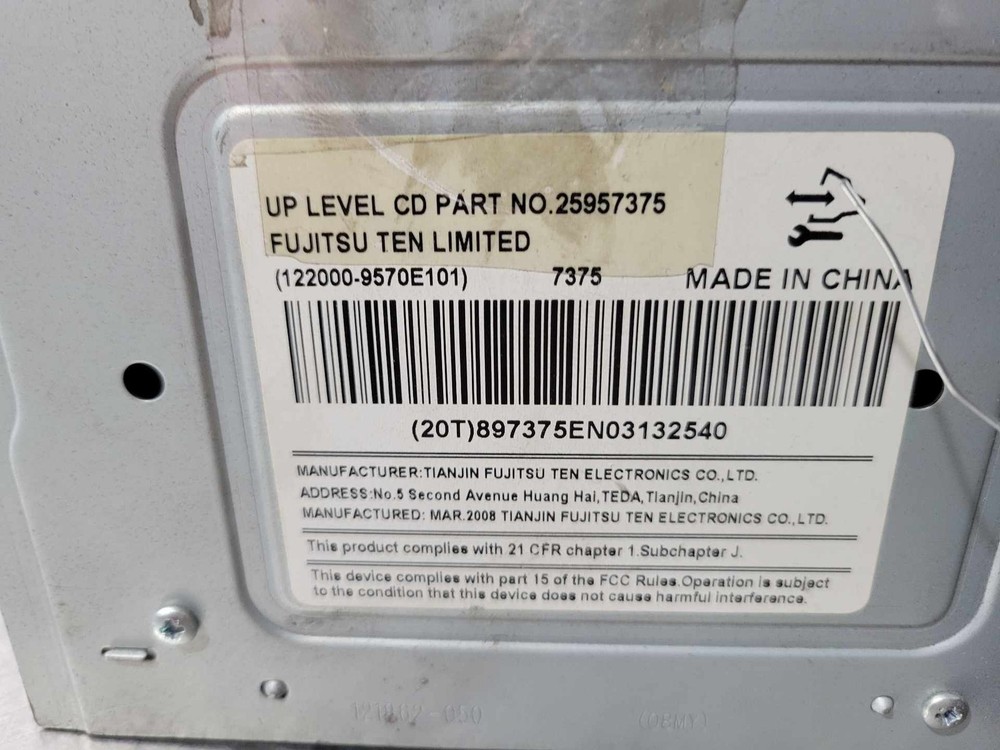 UP LEVEL CD PART NO.25957375
FUJITSU TEN LIMITED
(122000-9570E101) 7375 MADE IN CHINA
(20T)897375EN03132540
MANUFACTURER:TIANJIN FUJITSU TEN ELECTRONICS CO.,LTD.
ADDRESS:No.5 Second Avenue Huang Hai,TEDA,Tianjin,China
MANUFACTURED: MAR.2008 TIANJIN FUJITSU TEN ELECTRONICS CO.,LTD.
This product complies with 21 CFR chapter 1.Subchapter J.
This device complies with part 15 of the FCC Rules.Operation is subject
to the condition that this device does not cause harmful interference.